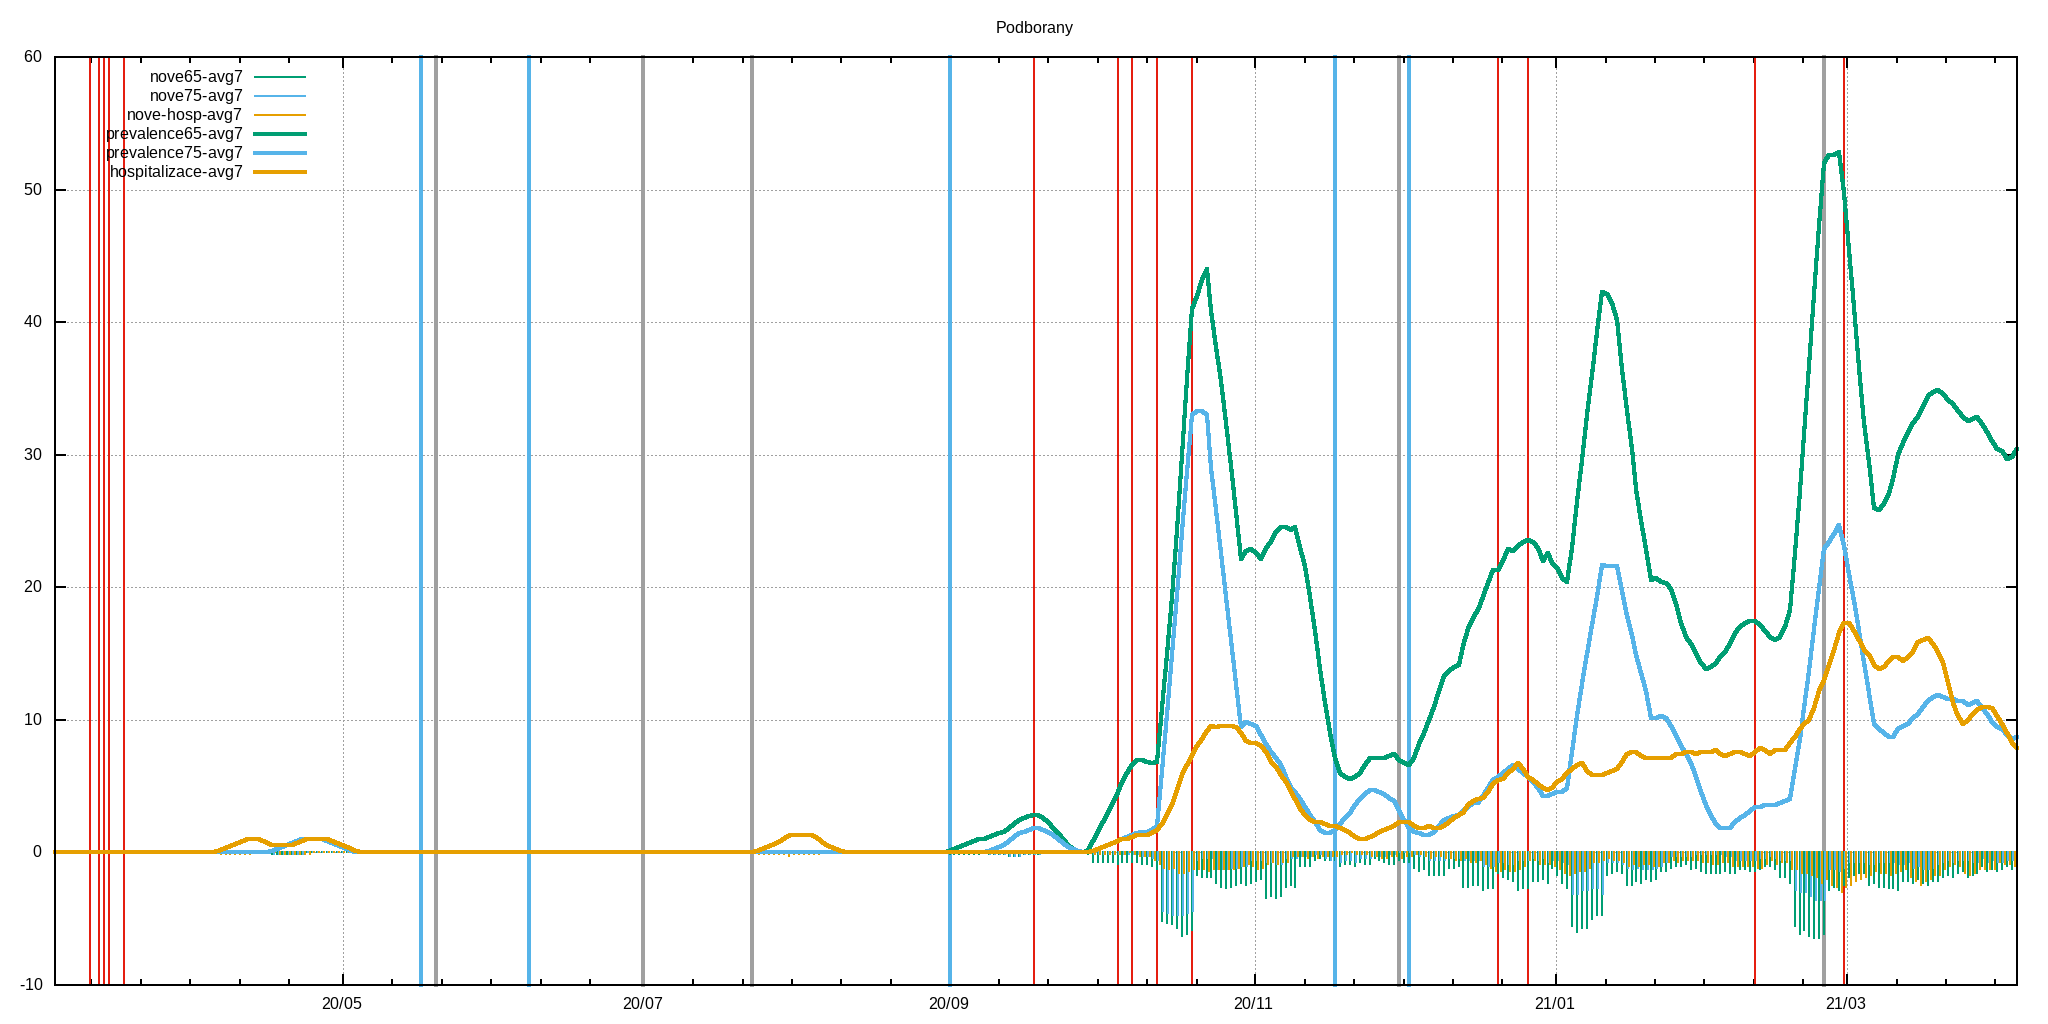 Podborany
60
nove65-avg7
nove75-avg7
nove-hosp-avg7
prevalence65-avg7
prevalence75-avg7
hospitalizace-avg7
50
40
30
20
10
0
-10
20/05 20/07 20/09 20/11 21/01 21/03